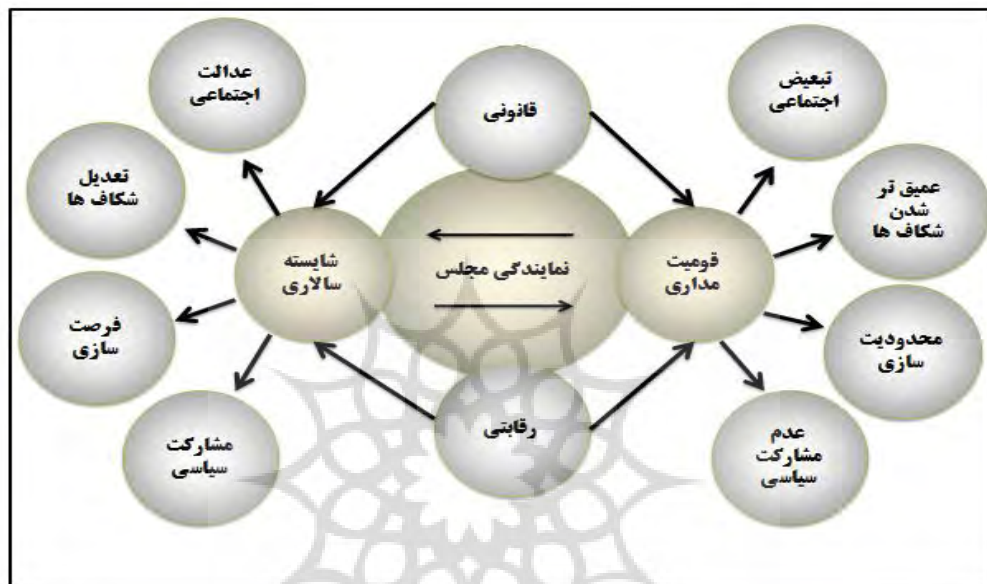 قانونی
تبعیض
اجتماعی
عدالت
اجتماعی
عمیق تر
شدن
شکاف ها
تعدیل
شکاف ها
قومیت
مداری
نمایندگی مجلس
شایسته
سالاری
محدودیت
سازی
فرصت
سازی
رقابتی
عدم
مشارکت
سیاسی
مشارکت
سیاسی